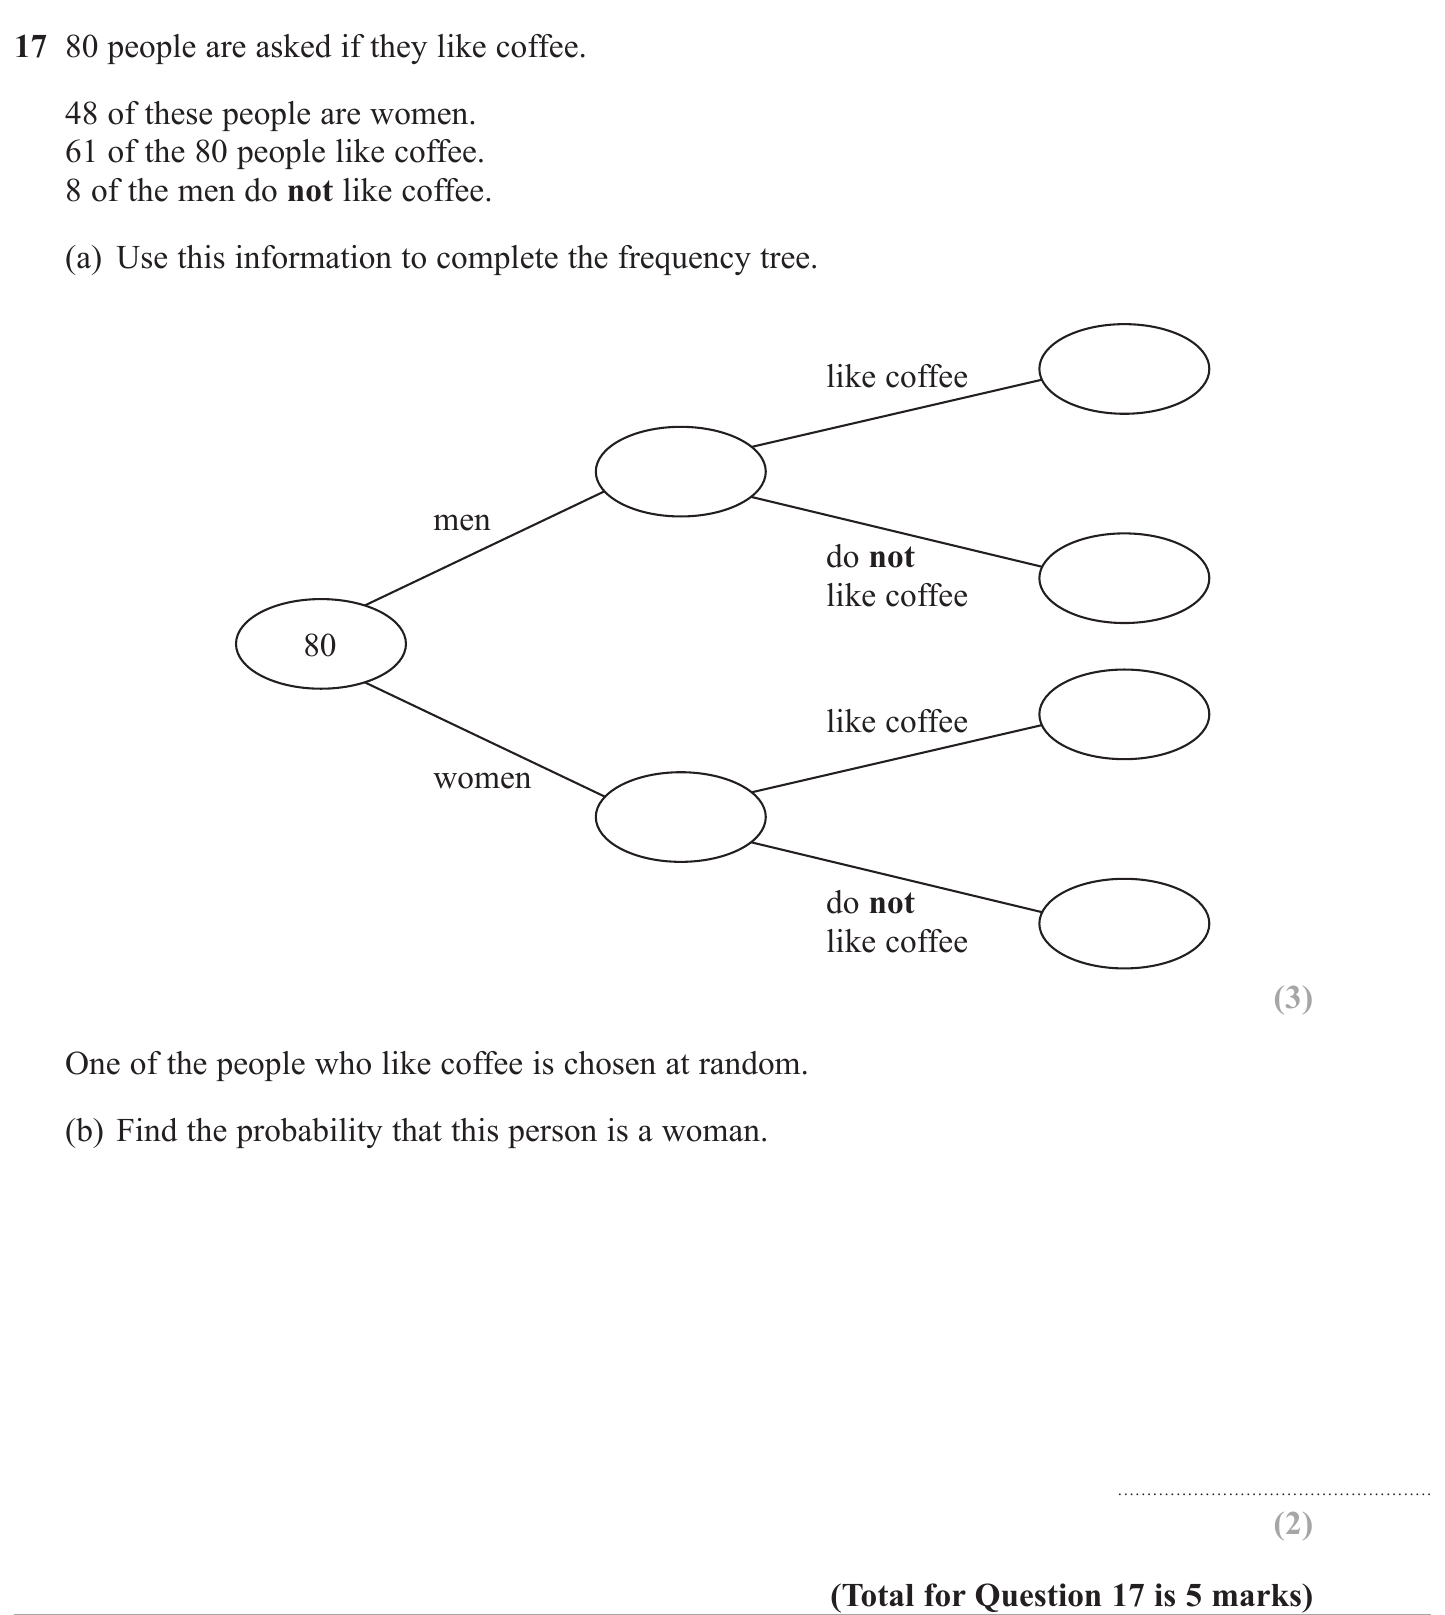 17 80 people are asked if they like coffee.
48 of these people are women.
61 of the 80 people like coffee.
8 of the men do not like coffee.
(a) Use this information to complete the frequency tree.
like coffee
men
do not
like coffee
80
like coffee
women
do not
like coffee
(3)
One of the people who like coffee is chosen at random.
(b) Find the probability that this person is a woman.
(2)
(Total for Question 17 is 5 marks)